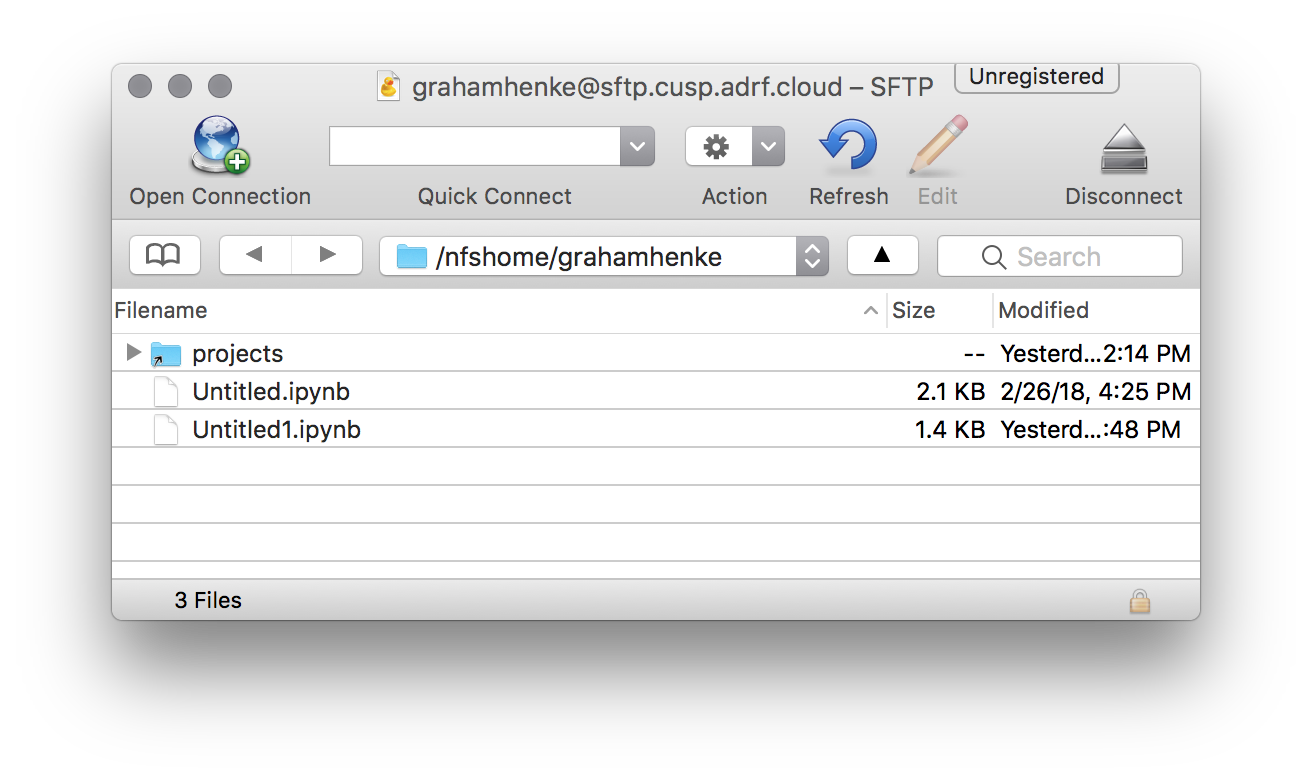 grahamhenke@sftp.cusp.adrf.cloud – SFTP
Unregistered
Open Connection
Quick Connect
Action
Refresh
Edit
Disconnect
/nfshome/grahamhenke
Search
Filename Size Modified
projects -- Yesterd...2:14 PM
Untitled.ipynb 2.1 KB 2/26/18, 4:25 PM
Untitled1.ipynb 1.4 KB Yesterd...:48 PM
3 Files